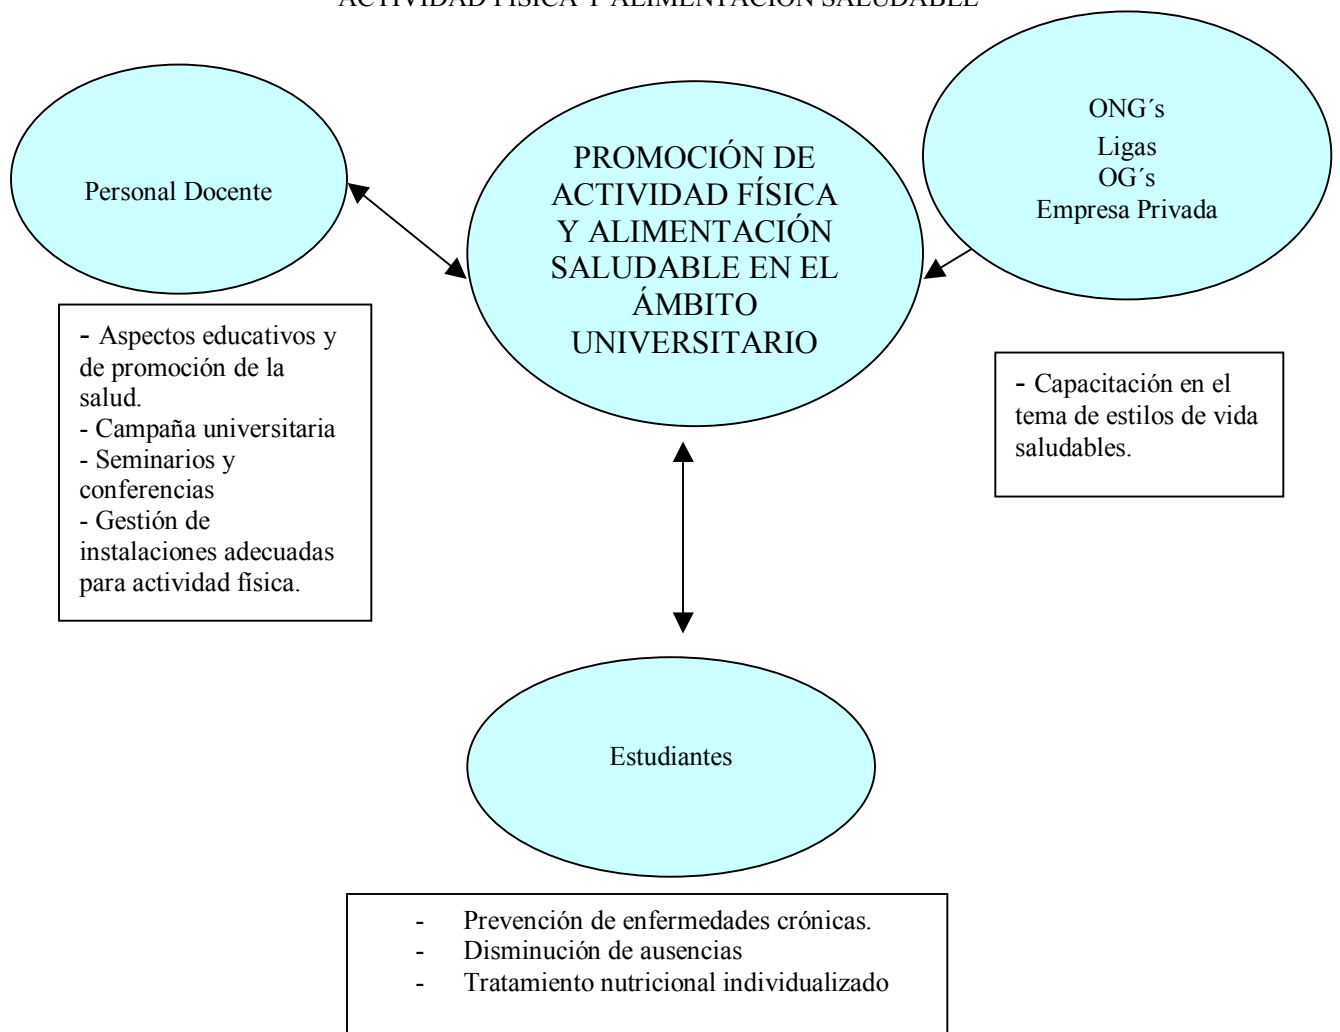 ACTIVIDAD FÍSICA Y ALIMENTACIÓN SALUDABLE
Personal Docente
PROMOCIÓN DE
ACTIVIDAD FÍSICA
Y ALIMENTACIÓN
SALUDABLE EN EL
ÁMBITO
UNIVERSITARIO
ONG´s
Ligas
OG´s
Empresa Privada
- Aspectos educativos y
de promoción de la
salud.
- Campaña universitaria
- Seminarios y
conferencias
- Gestión de
instalaciones adecuadas
para actividad física.
- Capacitación en el
tema de estilos de vida
saludables.
Estudiantes
- Prevención de enfermedades crónicas.
- Disminución de ausencias
- Tratamiento nutricional individualizado